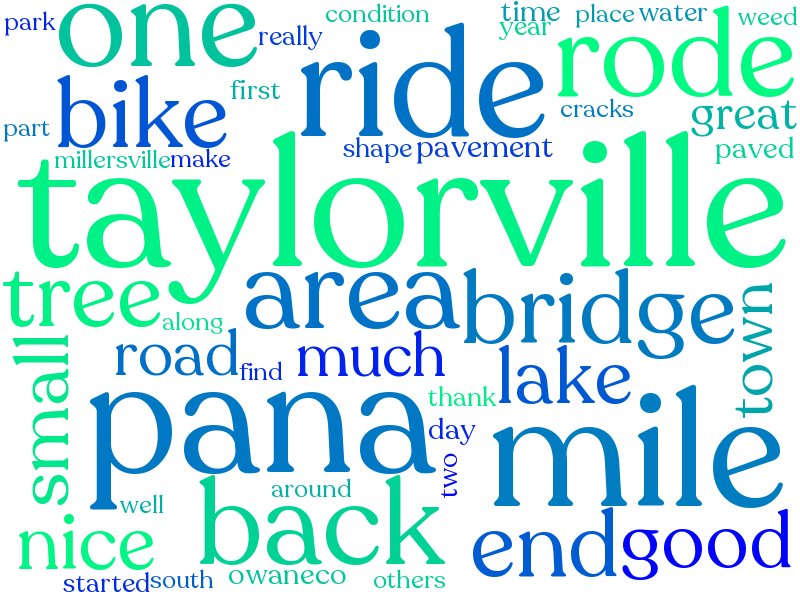 park
one
really
condition
time
year
place
water
weed
rode
bike
first
ride
cracks
great
part
millersville
make
shape
pavement
paved
taylorville
tree
along
area
bridge
town
small
road
find
much
lake
pana
thank
day
two
mile
well
around
back
nice
end
good
started
south
owaneco
others